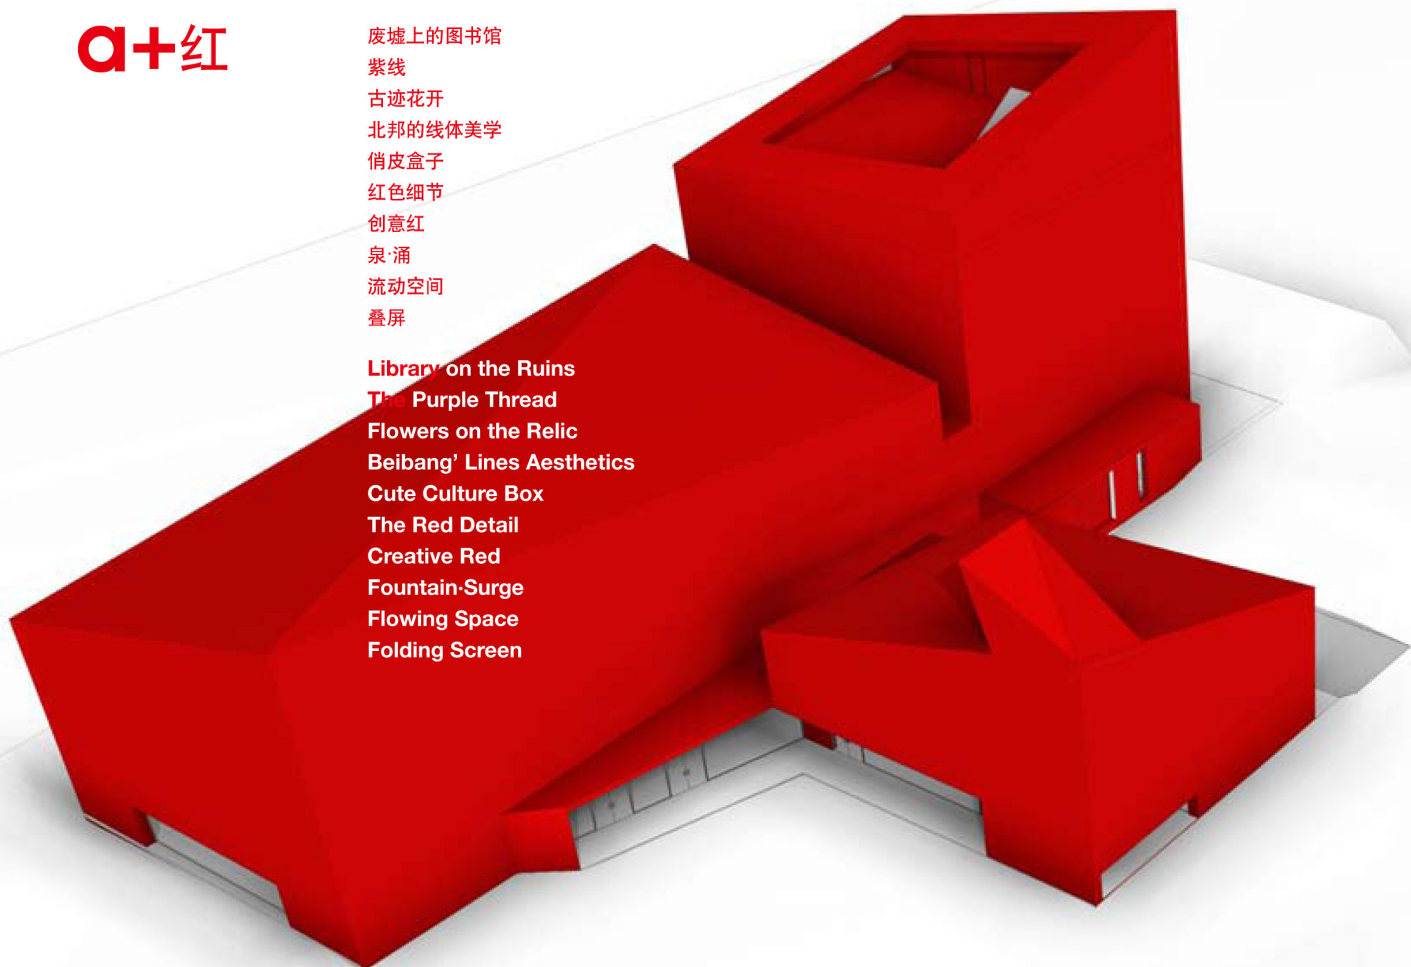 a+红
废墟上的图书馆
紫线
古迹花开
北邦的线体美学
俏皮盒子
红色细节
创意红
泉·涌
流动空间
叠屏
Library on the Ruins
The Purple Thread
Flowers on the Relic
Beibang’ Lines Aesthetics
Cute Culture Box
The Red Detail
Creative Red
Fountain·Surge
Flowing Space
Folding Screen